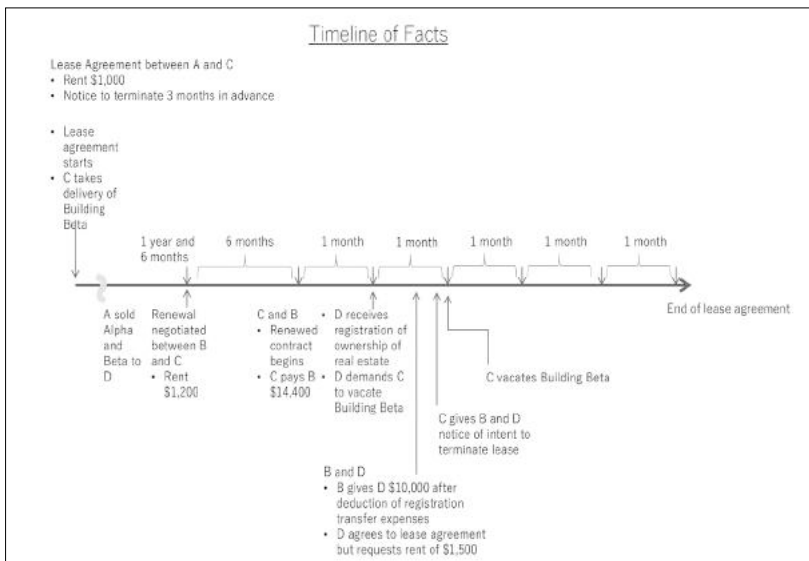 Timeline of Facts
Lease Agreement between A and C
• Rent $1,000
• Notice to terminate 3 months in advance
• Lease
agreement
starts
• C takes
delivery of
Building
Beta
1 year and
6 months
6 months
1 month
1 month
1 month
1 month
1 month
End of lease agreement
A sold
Alpha
and
Beta to
D
Renewal
negotiated
between B
and C
• Rent
$1,200
C and B
• Renewed
contract
begins
• C pays B
$14,400
• D receives
registration of
ownership of
real estate
• D demands C
to vacate
Building Beta
C vacates Building Beta
C gives B and D
notice of intent to
terminate lease
B and D
• B gives D $10,000 after
deduction of registration
transfer expenses
• D agrees to lease agreement
but requests rent of $1,500